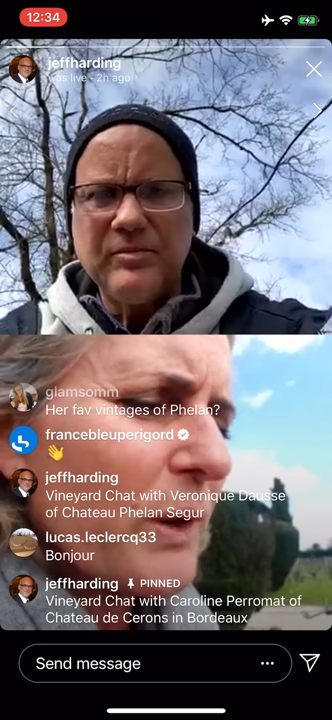 12:34
jeffharding
was live · 2h ago
glamsomm
Her fav vintages of Phelan?
francebleuperigord
👋
jeffharding
Vineyard Chat with Veronique Dausse
of Chateau Phelan Segur
lucas.leclercq33
Bonjour
jeffharding PINNED
Vineyard Chat with Caroline Perromat of
Chateau de Cerons in Bordeaux
Send message